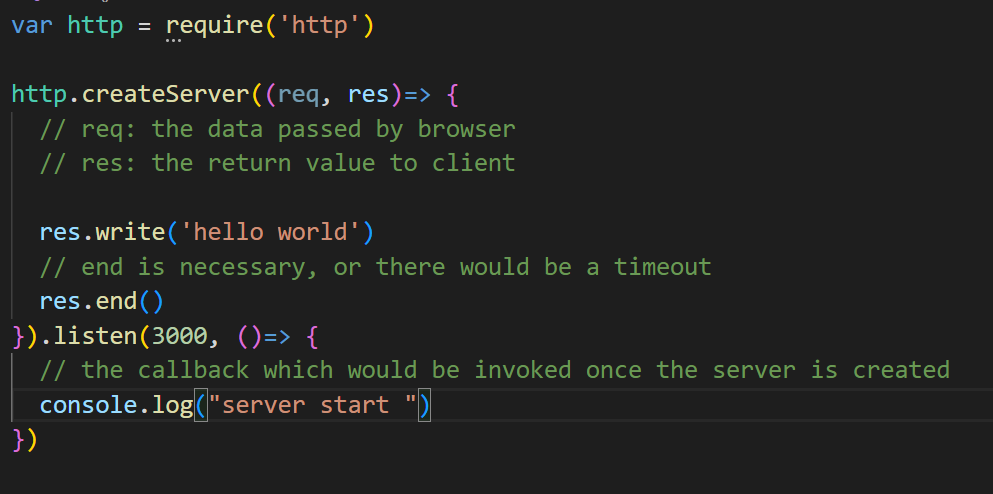 var http = require('http')
http.createServer((req, res)=> {
// req: the data passed by browser
// res: the return value to client
res.write('hello world')
// end is necessary, or there would be a timeout
res.end()
}).listen(3000, ()=> {
// the callback which would be invoked once the server is created
console.log("server start ")
})